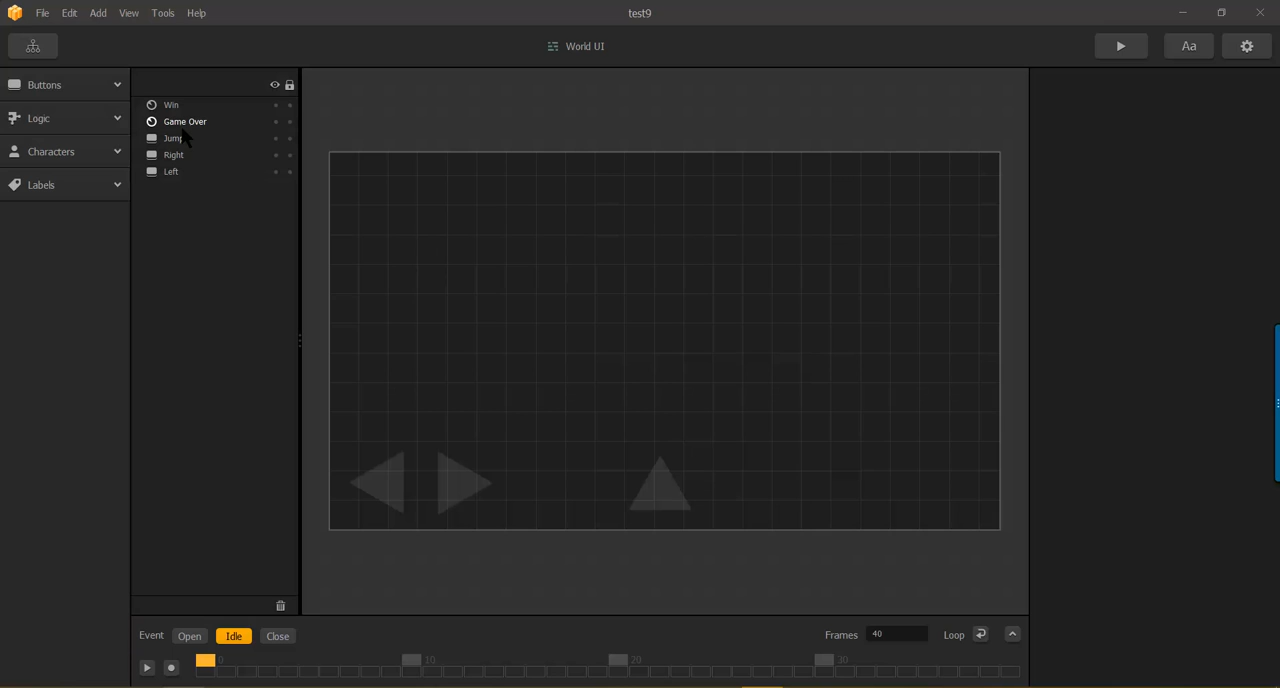 File Edit Add View Tools Help
test9
World UI
Aa
Buttons
Logic
Characters
Labels
Win
Game Over
Jump
Right
Left
Event Open Idle Close
Frames 40 Loop
0 10 20 30